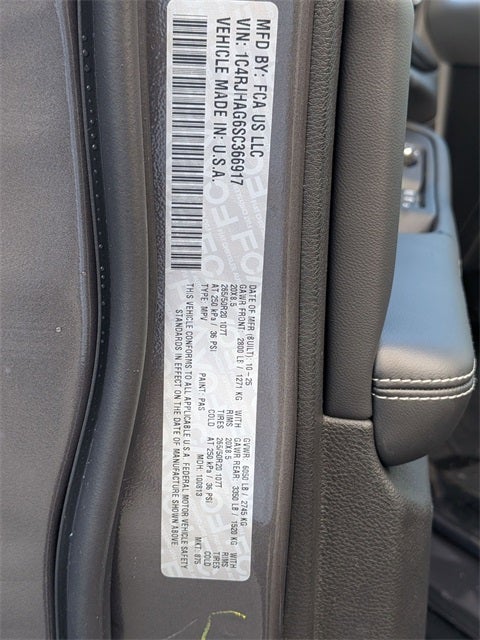 MFD BY: FCA US LLC
VIN: 1C4RJHAG6SC366917
VEHICLE MADE IN: U.S.A.
DATE OF MFR (BUILT): 10-25 GVWR: 6050 LB / 2745 KG
GAWR FRONT: 2800 LB / 1271 KG WITH GAWR REAR: 3350 LB / 1520 KG WITH
20X8.5 RIMS 20X8.5 RIMS
265/50R20 107T TIRES 265/50R20 107T TIRES
AT 250 kPa / 36 PSI COLD AT 250 kPa / 36 PSI COLD
TYPE: MPV PAINT: PAS MDH: 100813 MKT: 875
THIS VEHICLE CONFORMS TO ALL APPLICABLE U.S.A. FEDERAL MOTOR VEHICLE SAFETY
STANDARDS IN EFFECT ON THE DATE OF MANUFACTURE SHOWN ABOVE